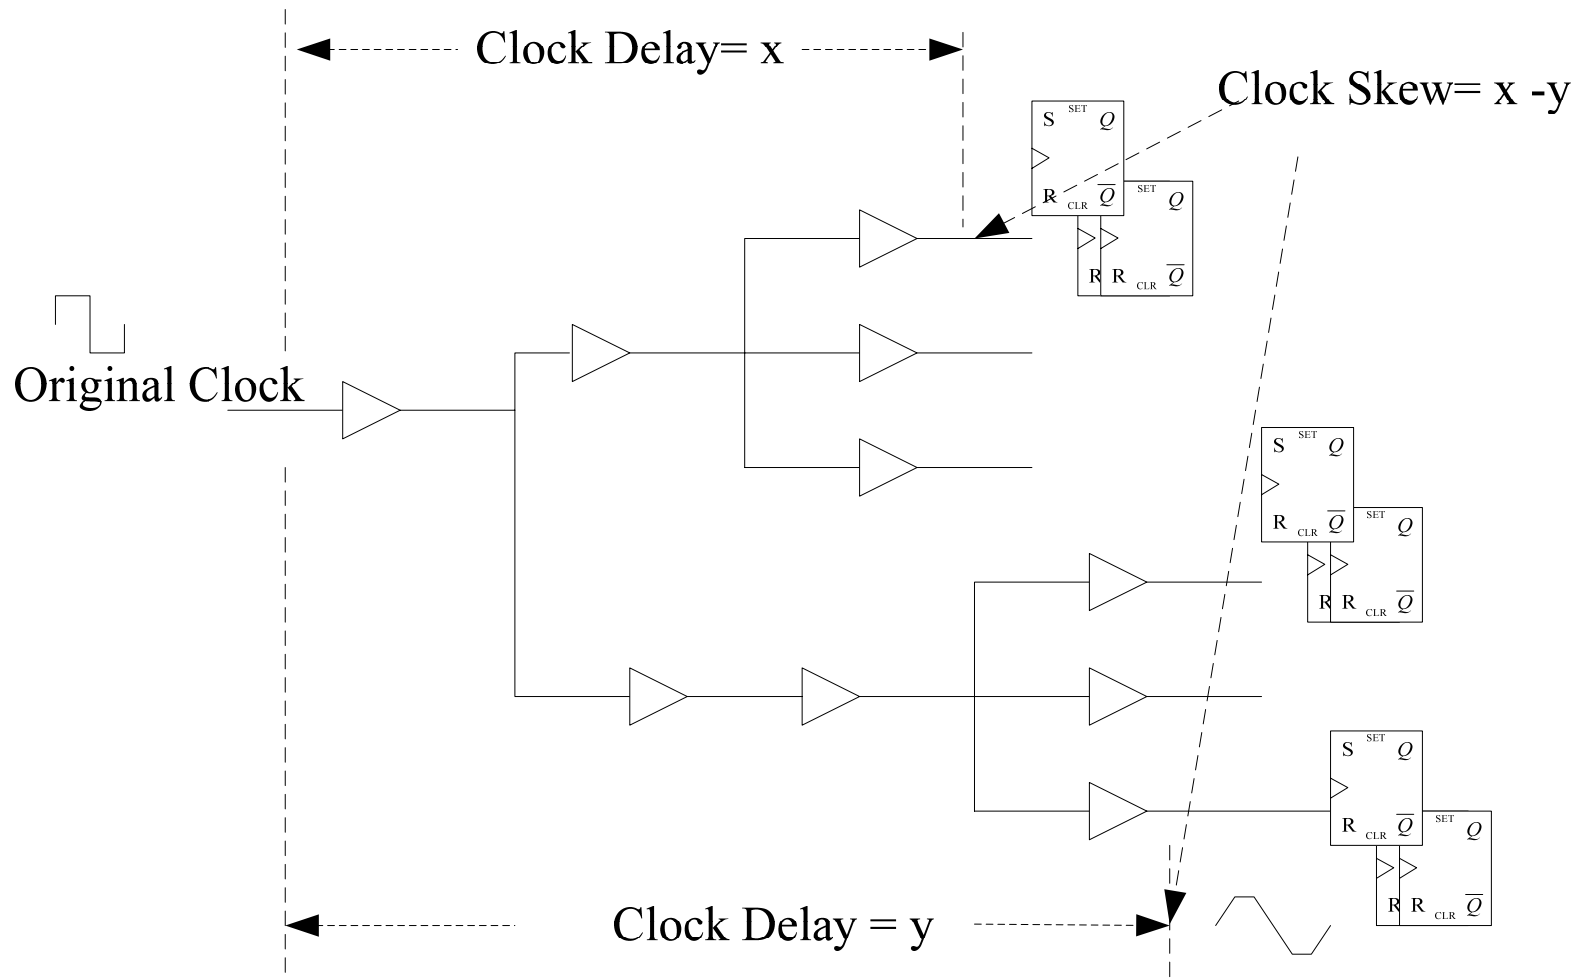 Clock Delay= x
Clock Skew= x -y
SET
S Q
R Q
CLR
SET
Q
R R Q
CLR
Original Clock
SET
S Q
R Q
CLR
SET
Q
R R Q
CLR
SET
S Q
R Q
CLR
SET
Q
R R Q
CLR
Clock Delay = y